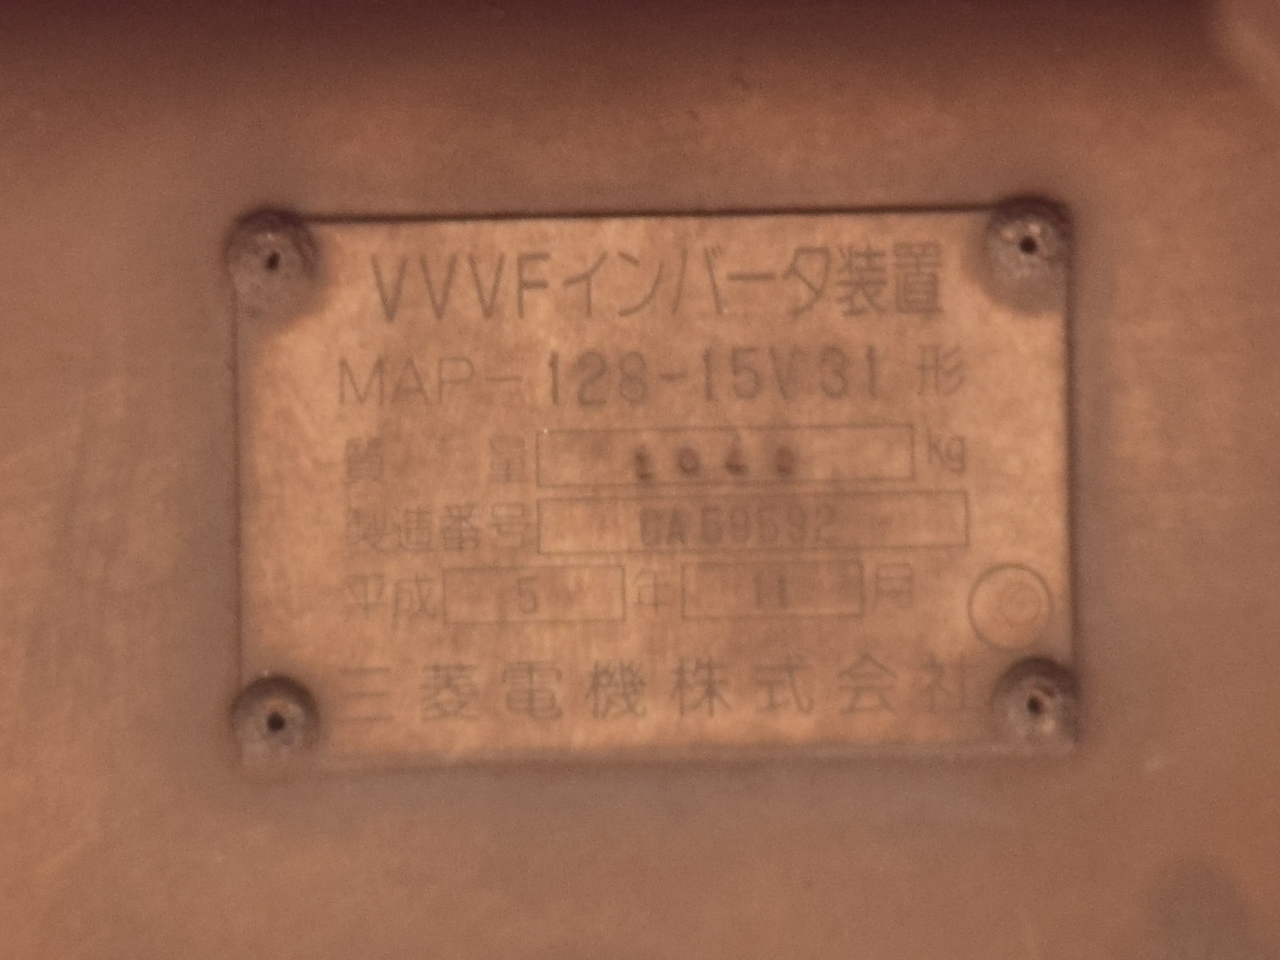 VVVFインバータ装置
MAP-128-15V31形
質 量 kg
製造番号
平成 5 年 11 月
三菱電機株式会社